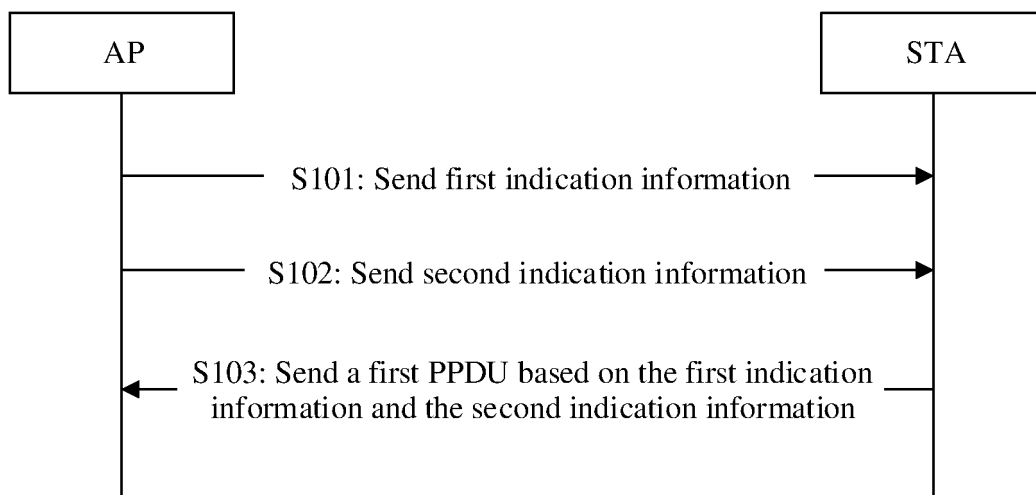 AP
STA
S101: Send first indication information
S102: Send second indication information
S103: Send a first PPDU based on the first indication
information and the second indication information